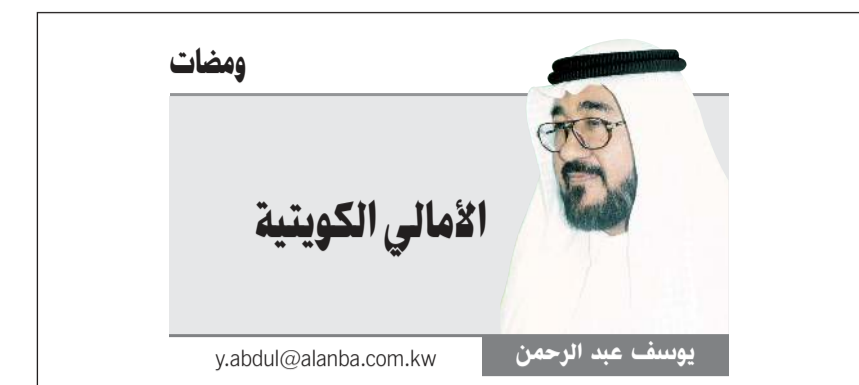 ومضات
الأمالي الكويتية
يوسف عبد الرحمن
y.abdul@alanba.com.kw